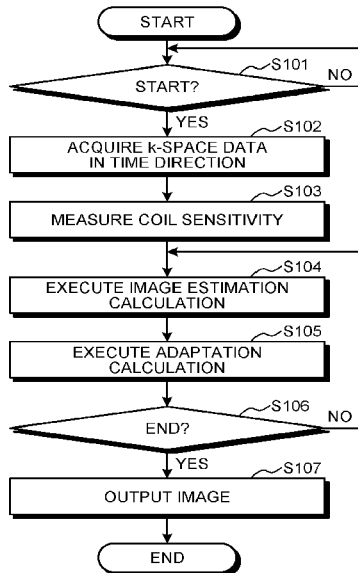 START
S101
START?
NO
YES
S102
ACQUIRE k-SPACE DATA
IN TIME DIRECTION
S103
MEASURE COIL SENSITIVITY
S104
EXECUTE IMAGE ESTIMATION
CALCULATION
S105
EXECUTE ADAPTATION
CALCULATION
S106
END?
NO
YES
S107
OUTPUT IMAGE
END